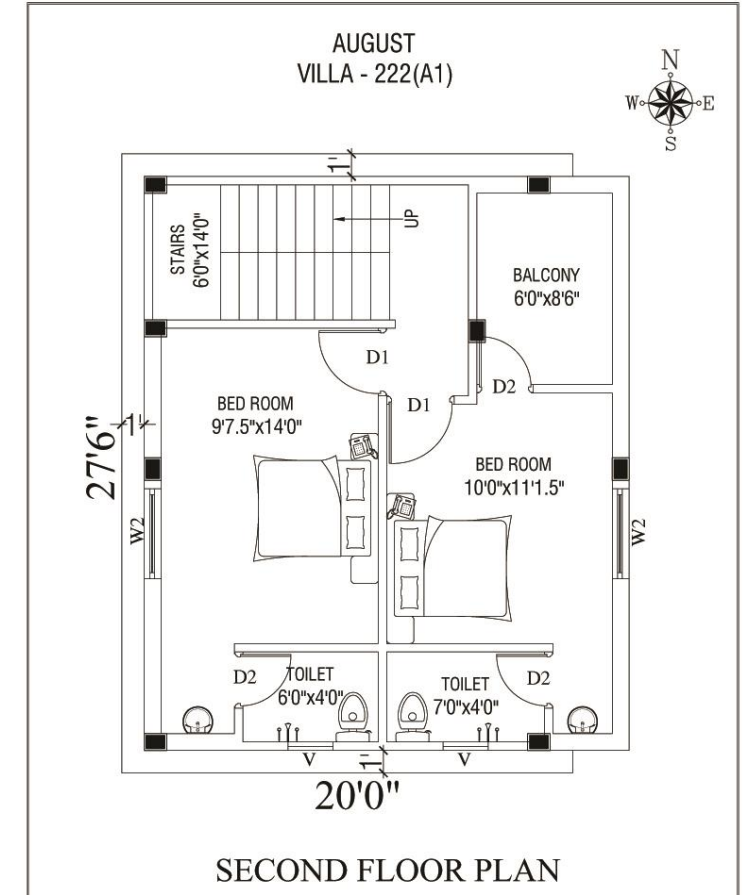 AUGUST
VILLA - 222(A1)
N
W
E
S
1'
STAIRS
6'0"x14'0"
UP
BALCONY
6'0"x8'6"
D1
D1
D2
BED ROOM
9'7.5"x14'0"
BED ROOM
10'0"x11'1.5"
27'6"
1'
W2
W2
D2
TOILET
6'0"x4'0"
TOILET
7'0"x4'0"
D2
V
1'
V
20'0"
SECOND FLOOR PLAN